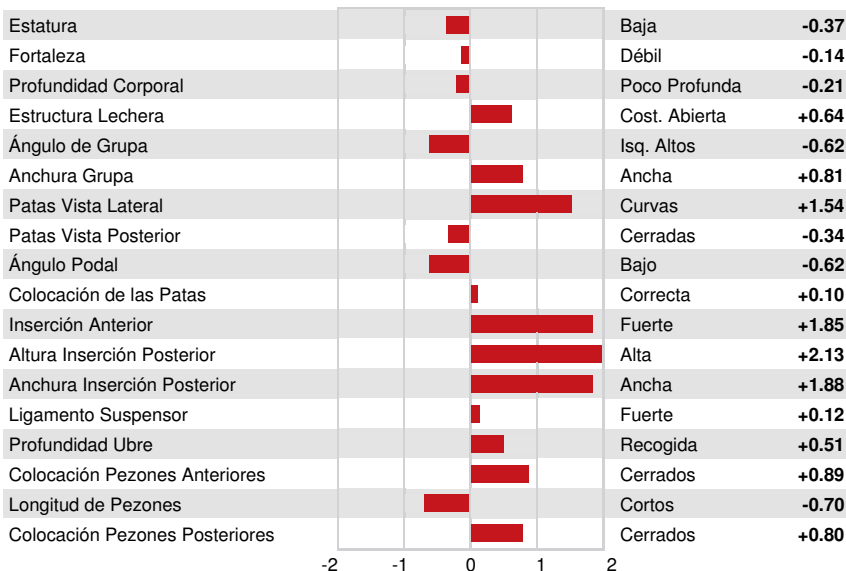 Estatura Baja -0.37
Fortaleza Débil -0.14
Profundidad Corporal Poco Profunda -0.21
Estructura Lechera Cost. Abierta +0.64
Ángulo de Grupa Isq. Altos -0.62
Anchura Grupa Ancha +0.81
Patas Vista Lateral Curvas +1.54
Patas Vista Posterior Cerradas -0.34
Ángulo Podal Bajo -0.62
Colocación de las Patas Correcta +0.10
Inserción Anterior Fuerte +1.85
Altura Inserción Posterior Alta +2.13
Anchura Inserción Posterior Ancha +1.88
Ligamento Suspensor Fuerte +0.12
Profundidad Ubre Recogida +0.51
Colocación Pezones Anteriores Cerrados +0.89
Longitud de Pezones Cortos -0.70
Colocación Pezones Posteriores Cerrados +0.80
-2 -1 0 1 2